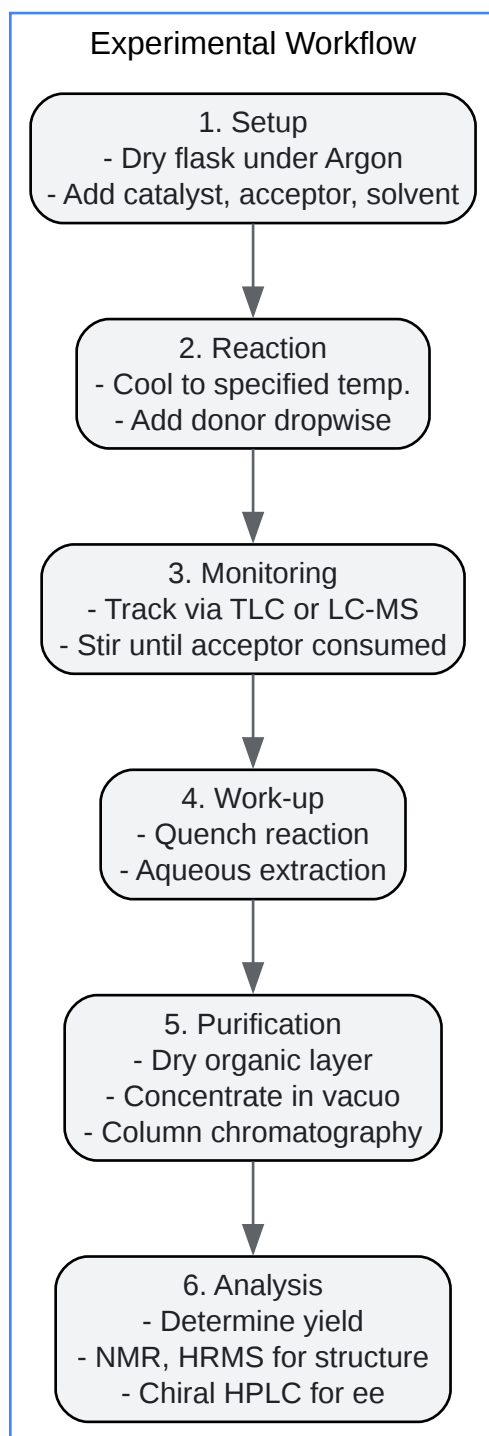 Experimental Workflow
1. Setup
- Dry flask under Argon
- Add catalyst, acceptor, solvent
2. Reaction
- Cool to specified temp.
- Add donor dropwise
3. Monitoring
- Track via TLC or LC-MS
- Stir until acceptor consumed
4. Work-up
- Quench reaction
- Aqueous extraction
5. Purification
- Dry organic layer
- Concentrate in vacuo
- Column chromatography
6. Analysis
- Determine yield
- NMR, HRMS for structure
- Chiral HPLC for ee